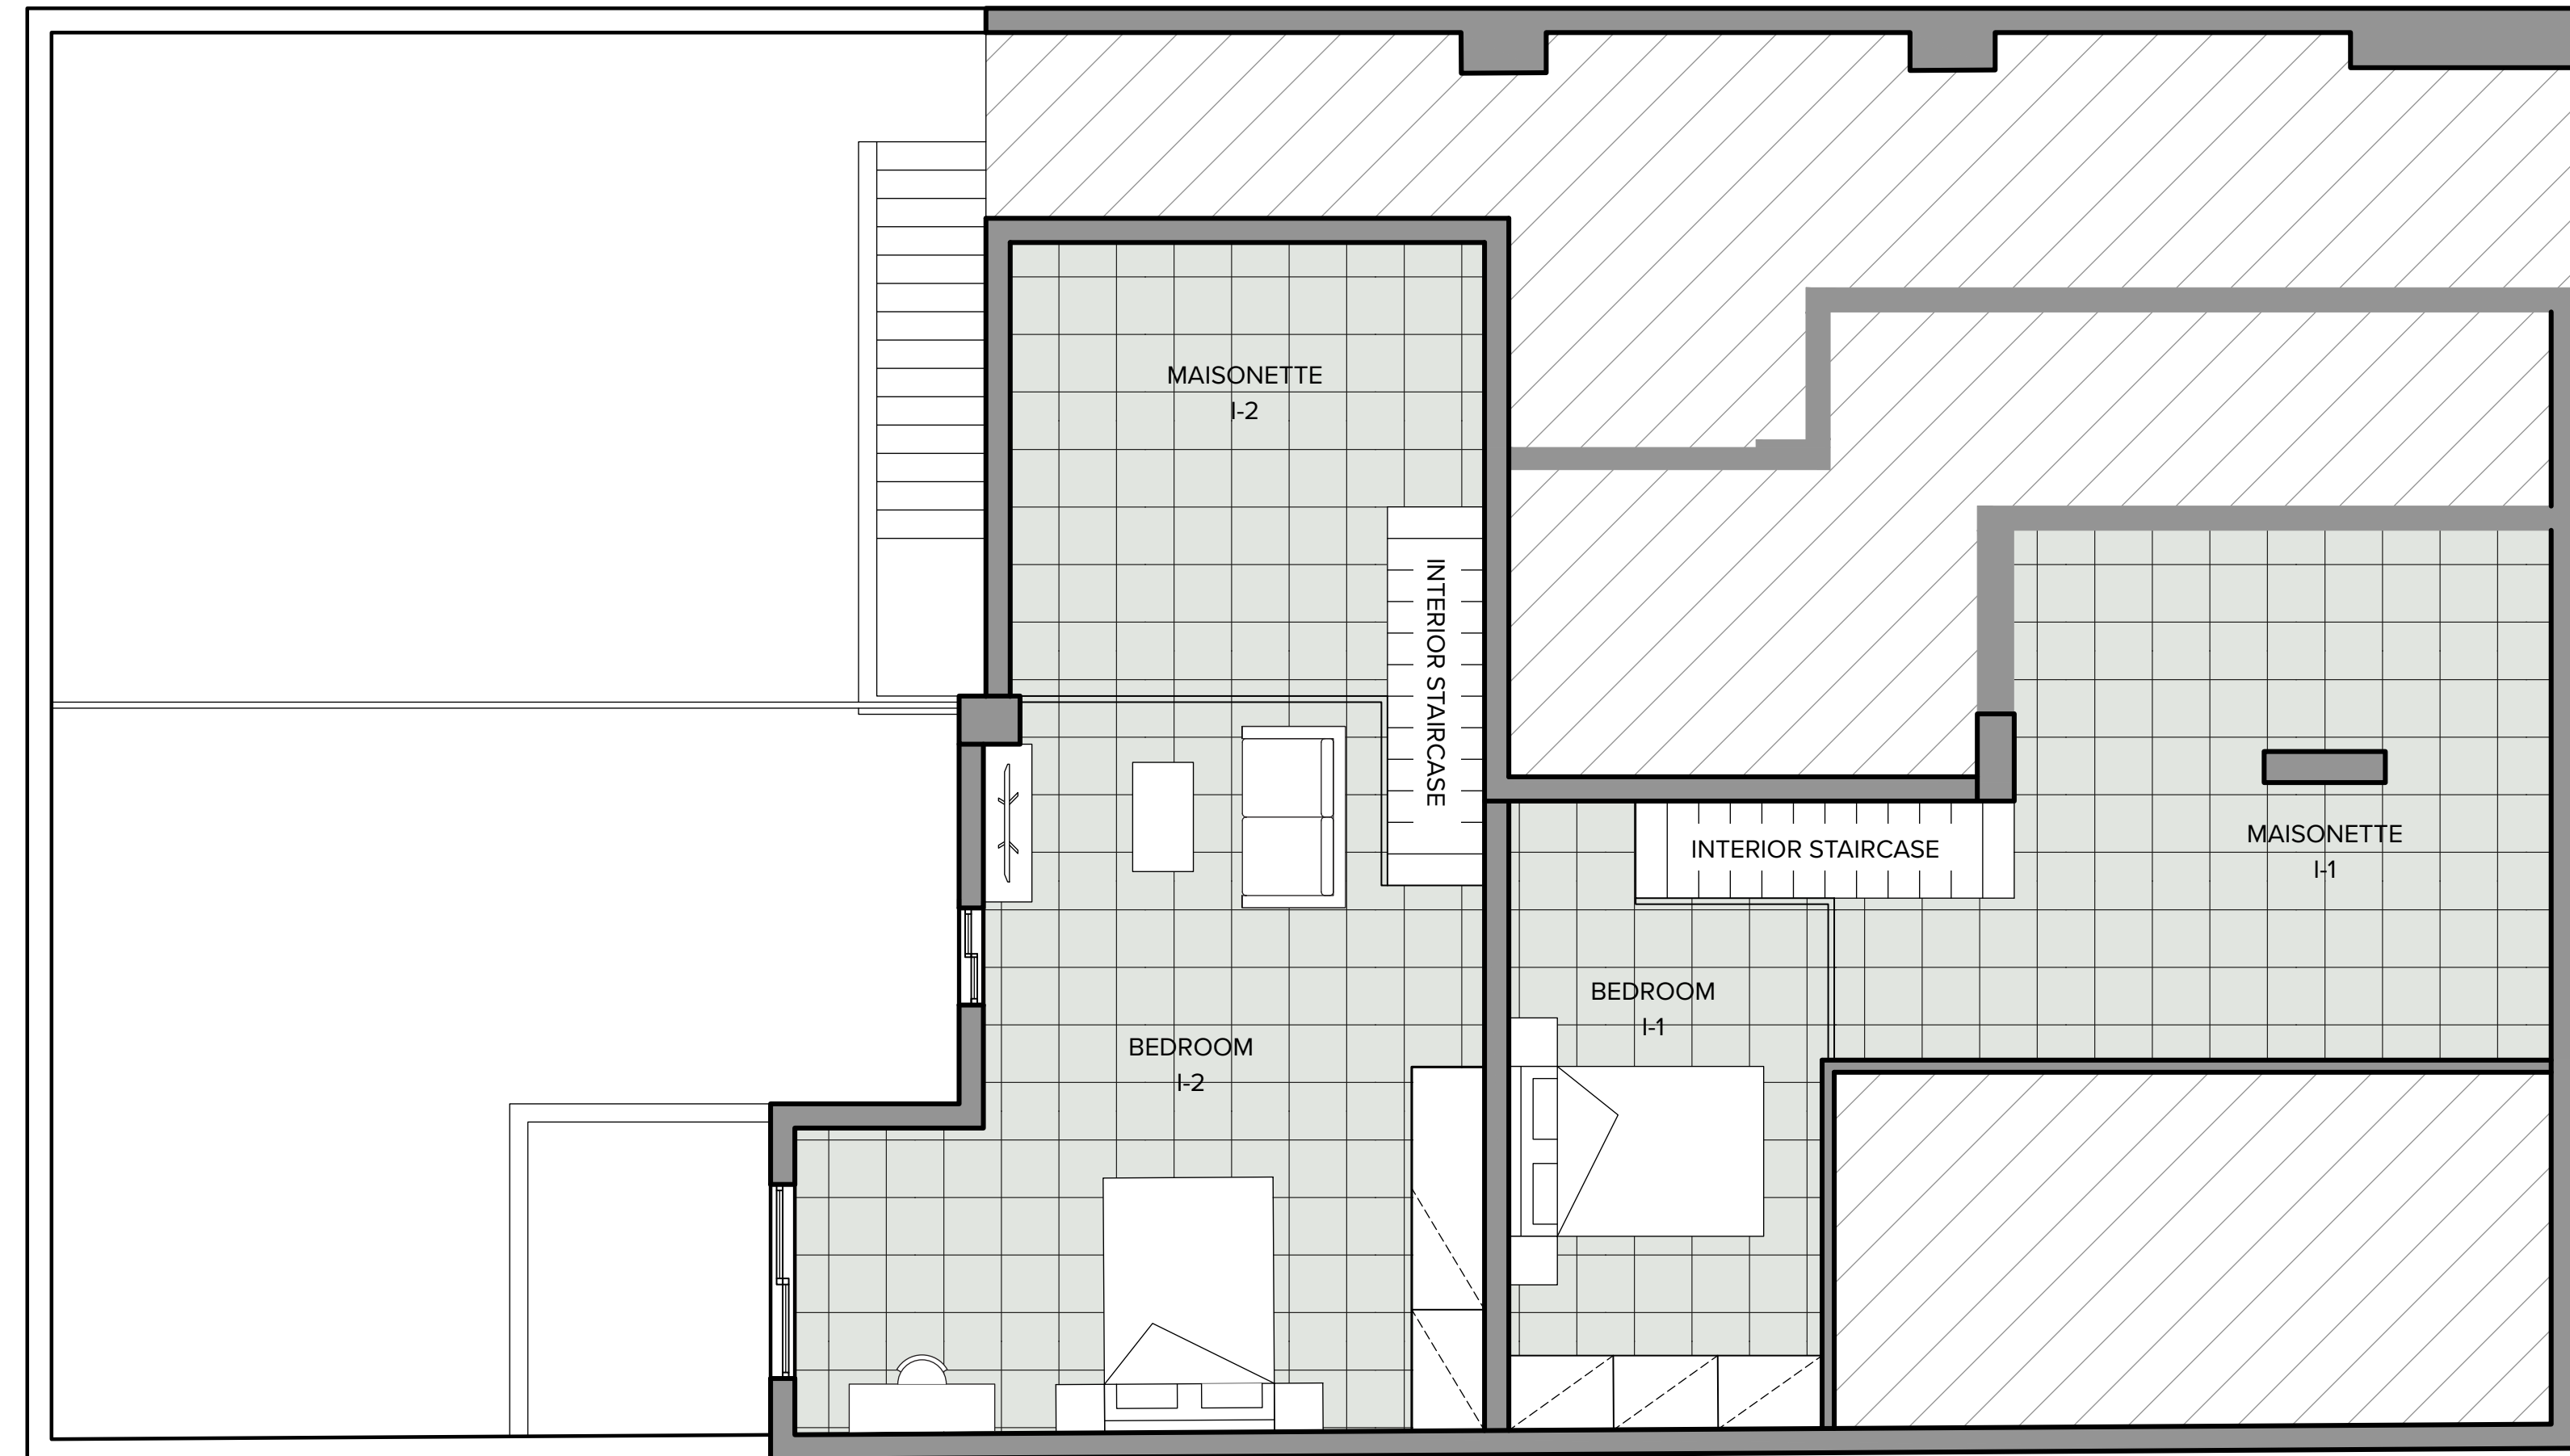 MAISONETTE
I-2
INTERIOR STAIRCASE
INTERIOR STAIRCASE
MAISONETTE
I-1
BEDROOM
I-1
BEDROOM
I-2